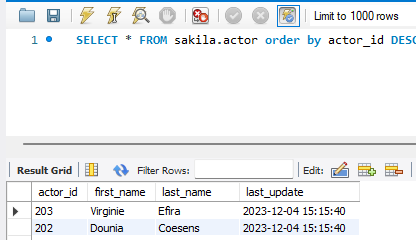 Limit to 1000 rows
1 SELECT * FROM sakila.actor order by actor_id DESC
Result Grid Filter Rows: Edit:
actor_id first_name last_name last_update
203 Virginie Efira 2023-12-04 15:15:40
202 Dounia Coesens 2023-12-04 15:15:40